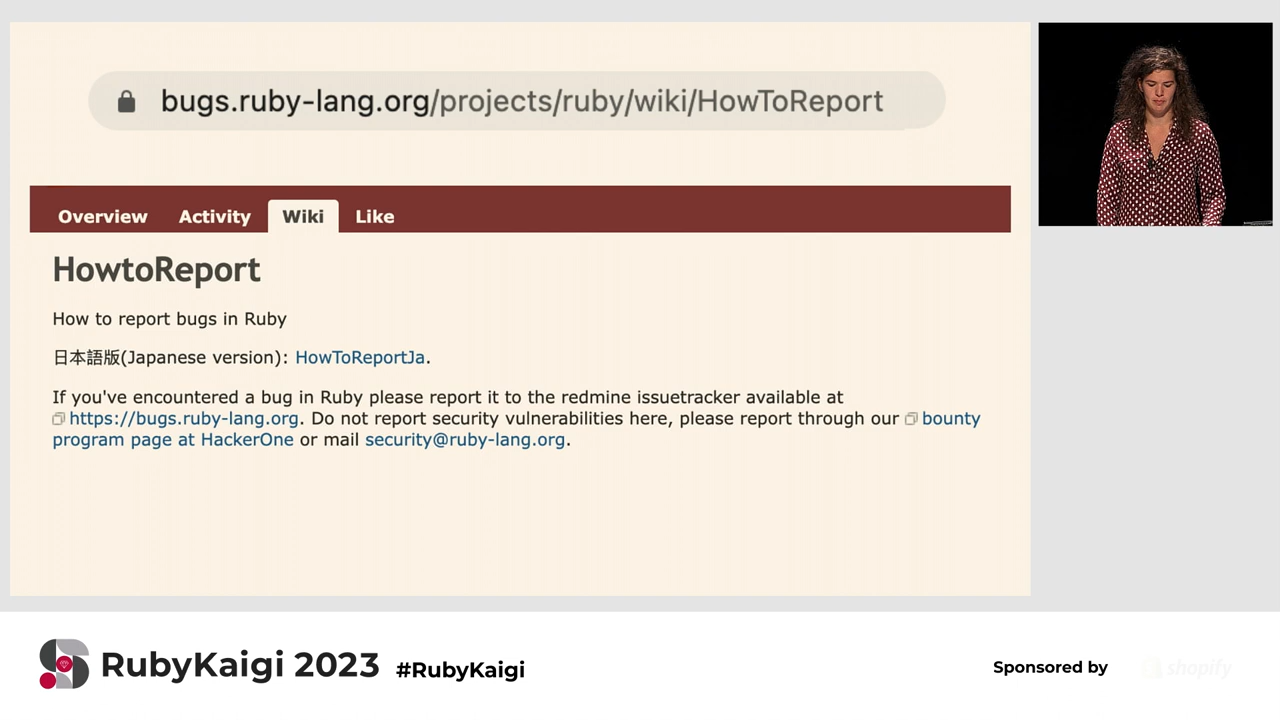 bugs.ruby-lang.org/projects/ruby/wiki/HowToReport
Overview Activity Wiki Like
HowtoReport
How to report bugs in Ruby
日本語版(Japanese version): HowToReportJa.
If you've encountered a bug in Ruby please report it to the redmine issuetracker available at
https://bugs.ruby-lang.org. Do not report security vulnerabilities here, please report through our bounty
program page at HackerOne or mail security@ruby-lang.org.
RubyKaigi 2023 #RubyKaigi
Sponsored by shopify